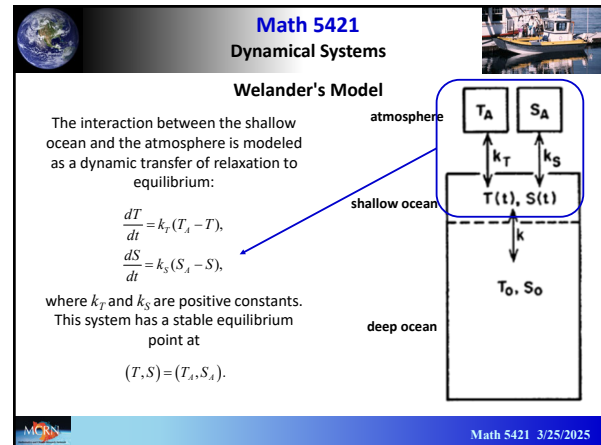 Math 5421
Dynamical Systems
Welander's Model
The interaction between the shallow
ocean and the atmosphere is modeled
as a dynamic transfer of relaxation to
equilibrium:
dT/dt = k_T(T_A − T),
dS/dt = k_S(S_A − S),
where k_T and k_S are positive constants.
This system has a stable equilibrium
point at
(T, S) = (T_A, S_A).
atmosphere
T_A
S_A
k_T
k_S
shallow ocean
T(t), S(t)
k
T_O, S_O
deep ocean
MCRN
Math 5421 3/25/2025